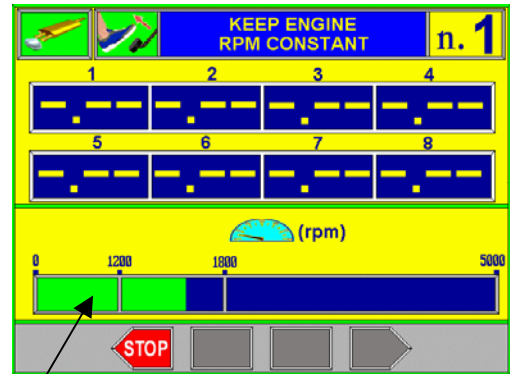 KEEP ENGINE
RPM CONSTANT
n. 1
1 2 3 4
-.-- -.-- -.-- -.--
5 6 7 8
-.-- -.-- -.-- -.--
(rpm)
0 1200 1800 5000
STOP